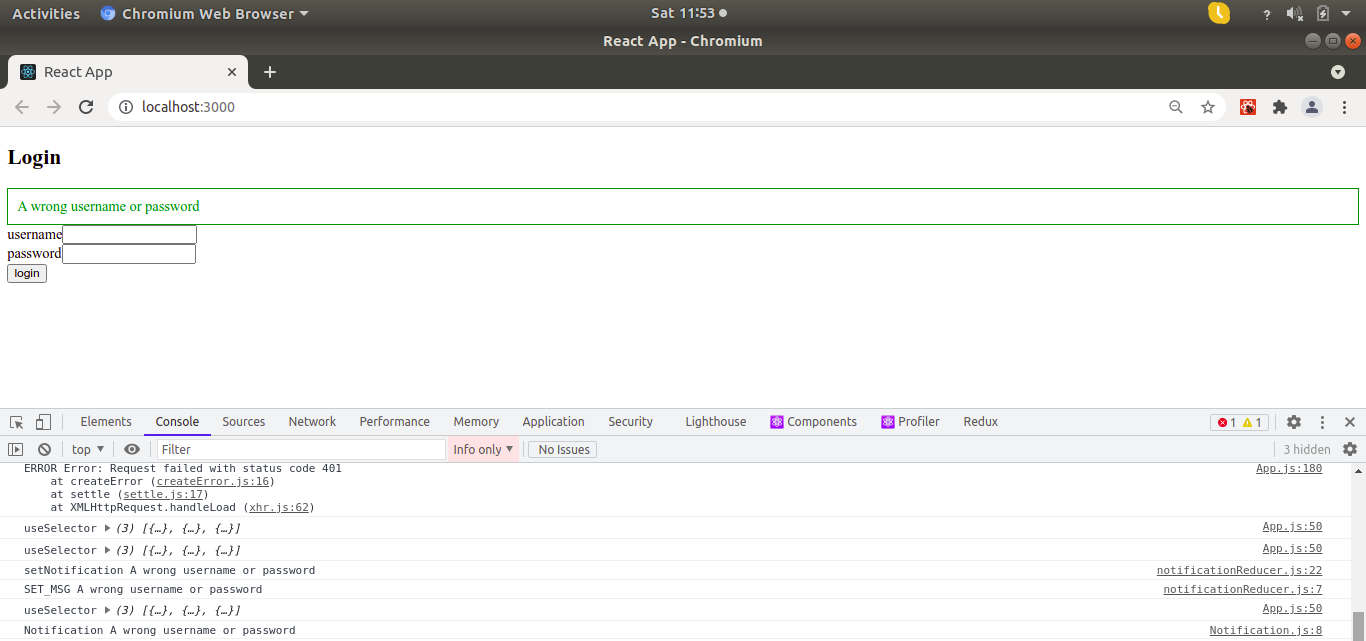 Activities Chromium Web Browser Sat 11:53 ?
React App - Chromium
React App
localhost:3000
Login
A wrong username or password
username
password
login
Elements Console Sources Network Performance Memory Application Security Lighthouse Components Profiler Redux 1 1
top Filter Info only No Issues 3 hidden
ERROR Error: Request failed with status code 401 App.js:180
at createError (createError.js:16)
at settle (settle.js:17)
at XMLHttpRequest.handleLoad (xhr.js:62)
useSelector (3) [{…}, {…}, {…}] App.js:50
useSelector (3) [{…}, {…}, {…}] App.js:50
setNotification A wrong username or password notificationReducer.js:22
SET_MSG A wrong username or password notificationReducer.js:7
useSelector (3) [{…}, {…}, {…}] App.js:50
Notification A wrong username or password Notification.js:8